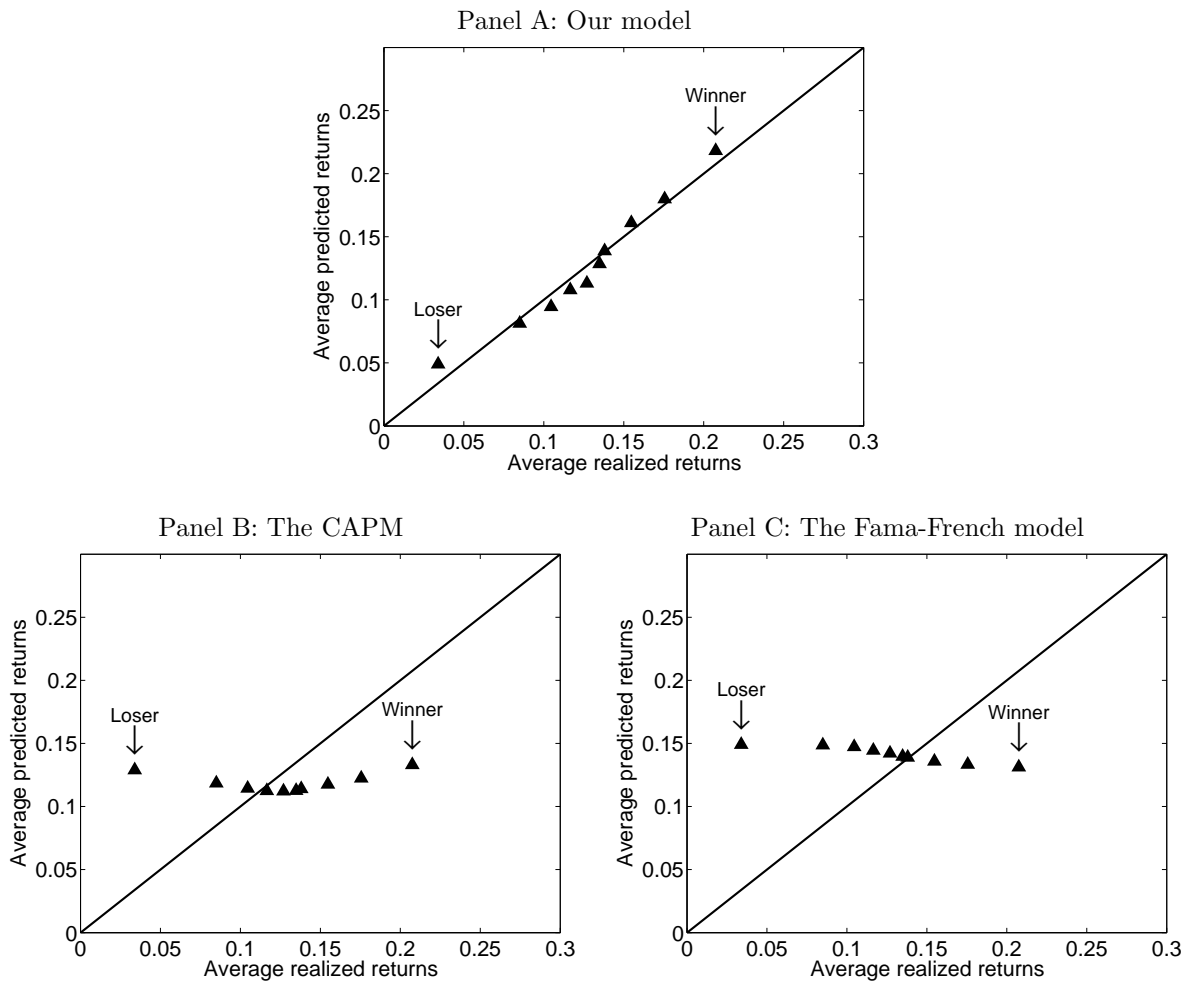 Panel A: Our model
Winner
Loser
Average predicted returns
0.25
0.2
0.15
0.1
0.05
0
0 0.05 0.1 0.15 0.2 0.25 0.3
Average realized returns
Panel B: The CAPM
Loser
Winner
Average predicted returns
0.25
0.2
0.15
0.1
0.05
0
0 0.05 0.1 0.15 0.2 0.25 0.3
Average realized returns
Panel C: The Fama-French model
Loser
Winner
Average predicted returns
0.25
0.2
0.15
0.1
0.05
0
0 0.05 0.1 0.15 0.2 0.25 0.3
Average realized returns